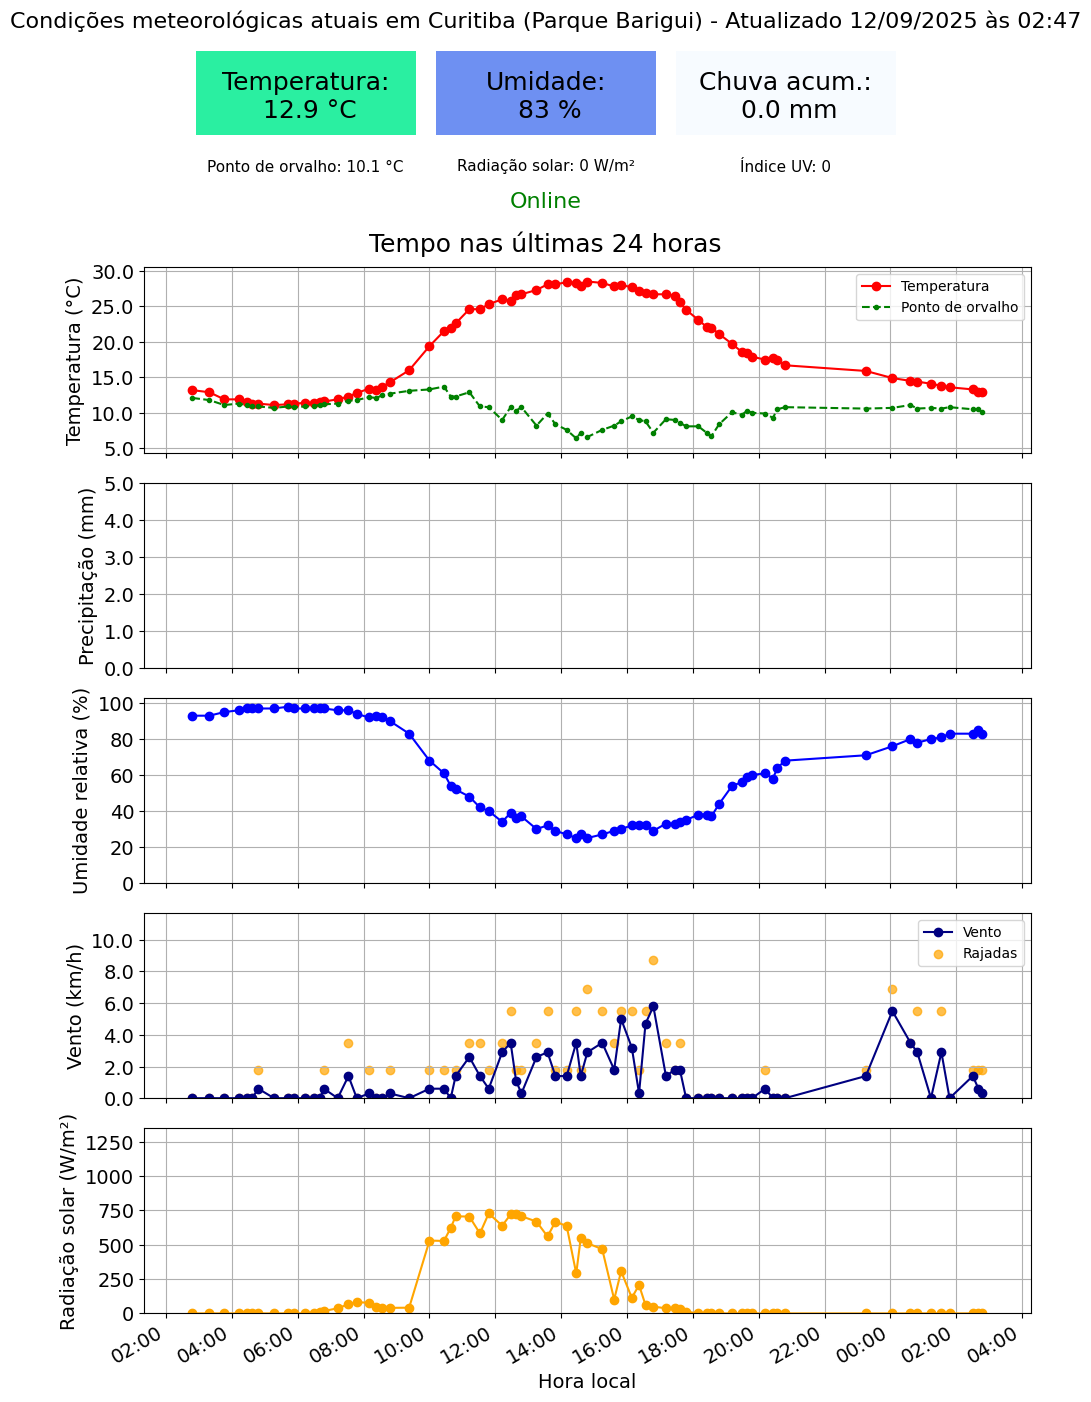 Condições meteorológicas atuais em Curitiba (Parque Barigui) - Atualizado 12/09/2025 às 02:47
Temperatura:
12.9 °C
Umidade:
83 %
Chuva acum.:
0.0 mm
Ponto de orvalho: 10.1 °C
Radiação solar: 0 W/m²
Índice UV: 0
Online
Tempo nas últimas 24 horas
Temperatura (°C)
30.0
25.0
20.0
15.0
10.0
5.0
Temperatura
Ponto de orvalho
Precipitação (mm)
5.0
4.0
3.0
2.0
1.0
0.0
Umidade relativa (%)
100
80
60
40
20
0
Vento (km/h)
10.0
8.0
6.0
4.0
2.0
0.0
Vento
Rajadas
Radiação solar (W/m²)
1250
1000
750
500
250
0
02:00
04:00
06:00
08:00
10:00
12:00
14:00
16:00
18:00
20:00
22:00
00:00
02:00
04:00
Hora local